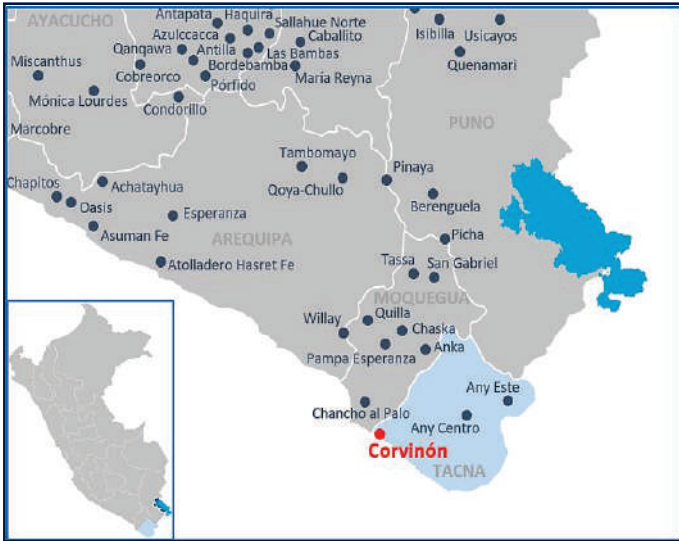 Antapata
Haquira
Sallahue Norte
AYACUCHO
Azulccacca
Caballito
Isibilla
Usicayos
Qanqawa
Antilla
Las Bambas
Quenamari
Miscanthus
Cobreorco
Bordebamba
María Reyna
Pórfido
Mónica Lourdes
Condorillo
PUNO
Marcobre
Tambomayo
Pinaya
Achatayhua
Qoya-Chullo
Chapitos
Oasis
Berenguela
Esperanza
Asuman Fe
AREQUIPA
Picha
Atolladero Hasret Fe
Tassa
San Gabriel
MOQUEGUA
Willay
Quilla
Chaska
Pampa Esperanza
Anka
Any Este
Chancho al Palo
Any Centro
Corvinón
TACNA